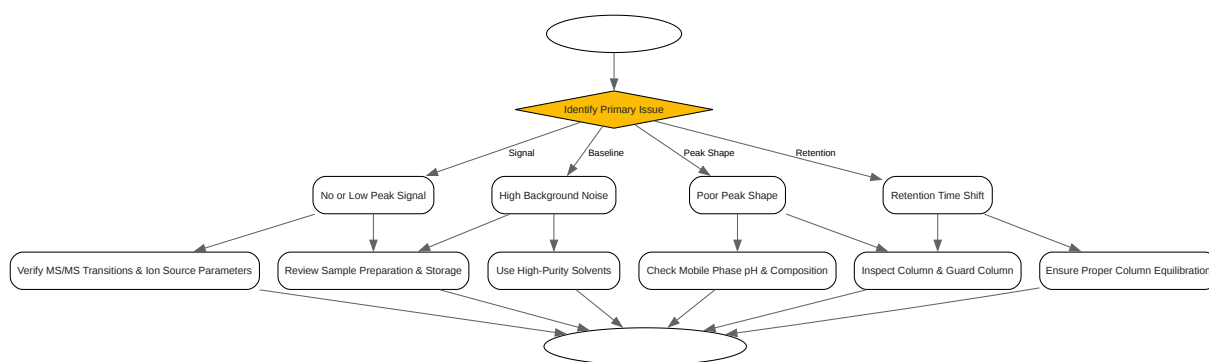 Identify Primary Issue
Signal
Baseline
Peak Shape
Retention
No or Low Peak Signal
High Background Noise
Poor Peak Shape
Retention Time Shift
Verify MS/MS Transitions & Ion Source Parameters
Review Sample Preparation & Storage
Use High-Purity Solvents
Check Mobile Phase pH & Composition
Inspect Column & Guard Column
Ensure Proper Column Equilibration